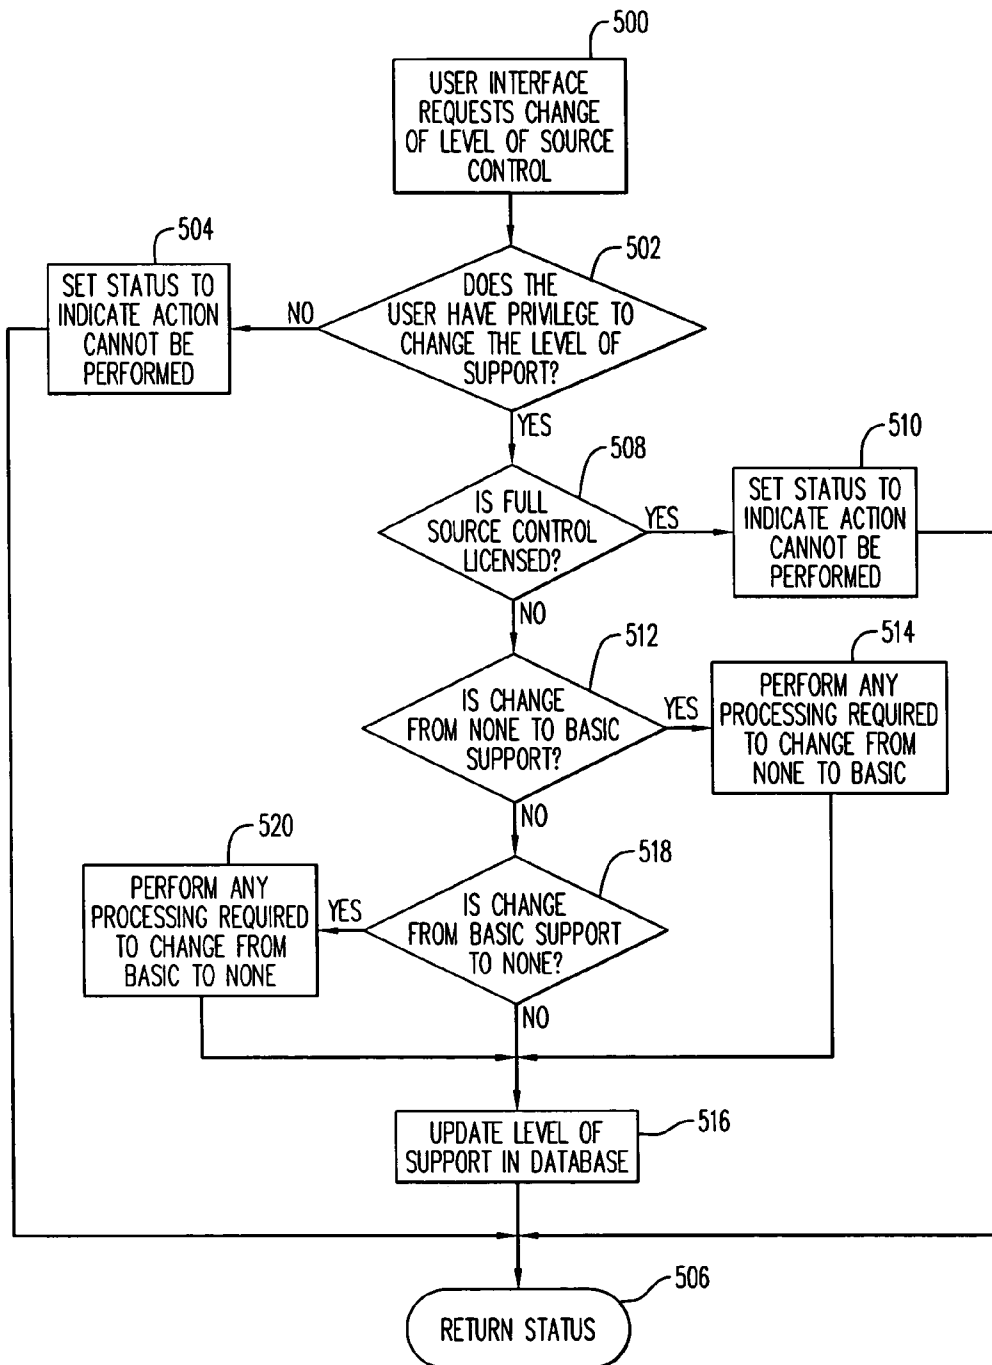 500
USER INTERFACE
REQUESTS CHANGE
OF LEVEL OF SOURCE
CONTROL
504
SET STATUS TO
INDICATE ACTION
CANNOT BE
PERFORMED
NO
502
DOES THE
USER HAVE PRIVILEGE TO
CHANGE THE LEVEL OF
SUPPORT?
YES
508
IS FULL
SOURCE CONTROL
LICENSED?
YES
510
SET STATUS TO
INDICATE ACTION
CANNOT BE
PERFORMED
NO
512
IS CHANGE
FROM NONE TO BASIC
SUPPORT?
YES
514
PERFORM ANY
PROCESSING REQUIRED
TO CHANGE FROM
NONE TO BASIC
NO
520
PERFORM ANY
PROCESSING REQUIRED
TO CHANGE FROM
BASIC TO NONE
YES
518
IS CHANGE
FROM BASIC SUPPORT
TO NONE?
NO
UPDATE LEVEL OF
SUPPORT IN DATABASE
516
506
RETURN STATUS